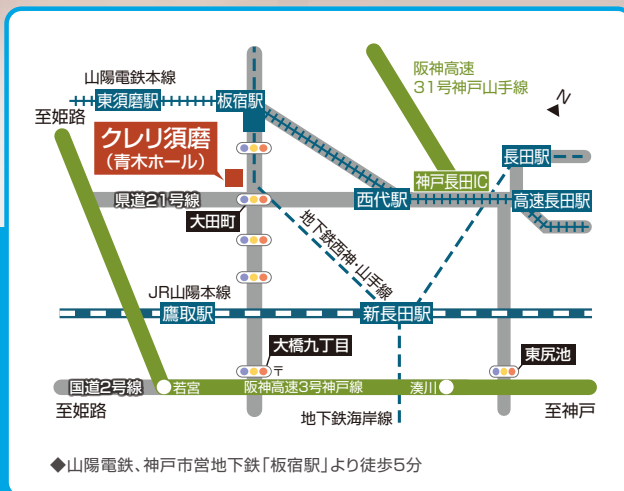 山陽電鉄本線
東須磨駅
板宿駅
至姫路
阪神高速
31号神戸山手線
N
クレリ須磨
（青木ホール）
長田駅
神戸長田IC
県道21号線
西代駅
高速長田駅
大田町
地下鉄西神・山手線
JR山陽本線
鷹取駅
新長田駅
大橋九丁目
〒
東尻池
国道2号線
若宮
阪神高速3号神戸線
湊川
至姫路
地下鉄海岸線
至神戸
◆山陽電鉄、神戸市営地下鉄「板宿駅」より徒歩5分